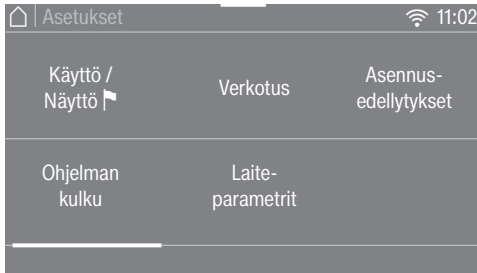 Asetukset 11:02
Käyttö /
Näyttö
Verkotus
Asennus-
edellytykset
Ohjelman
kulku
Laite-
parametrit